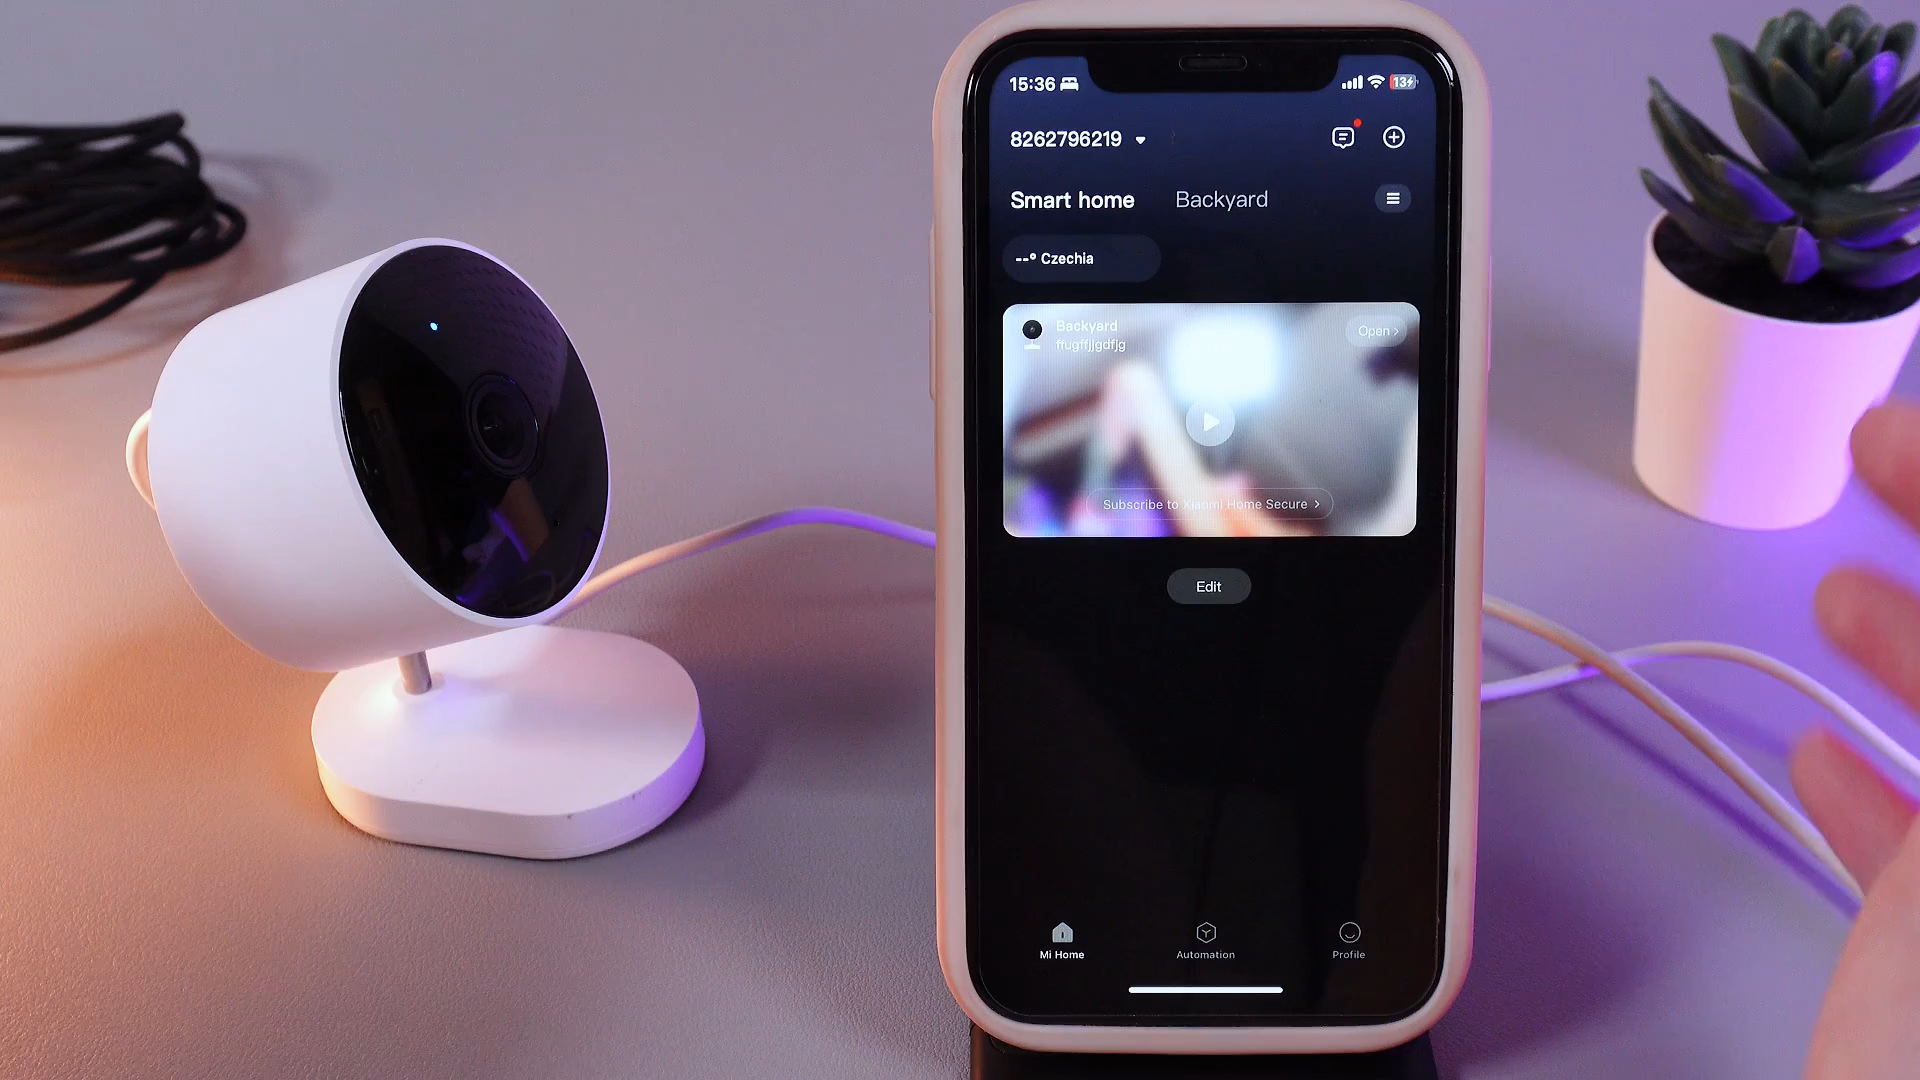 15:36
13
8262796219
Smart home Backyard
--° Czechia
Backyard
ffugffjjgdfjg
Open >
Subscribe to Xiaomi Home Secure >
Edit
Mi Home Automation Profile